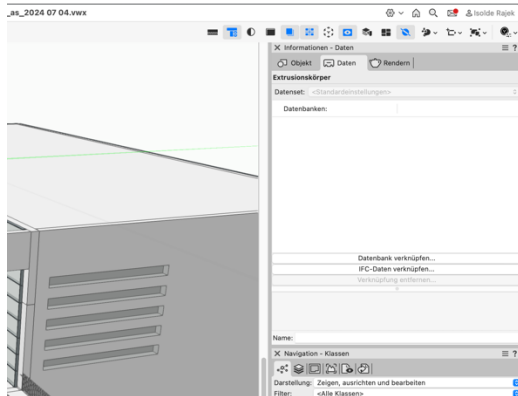 _as_2024 07 04.vwx
Isolde Rajek
Informationen - Daten
?
Objekt Daten Rendern
Extrusionskörper
Datenset: <Standardeinstellungen>
Datenbanken:
Datenbank verknüpfen...
IFC-Daten verknüpfen...
Verknüpfung entfernen...
Name:
Navigation - Klassen
?
Darstellung: Zeigen, ausrichten und bearbeiten
Filter: <Alle Klassen>